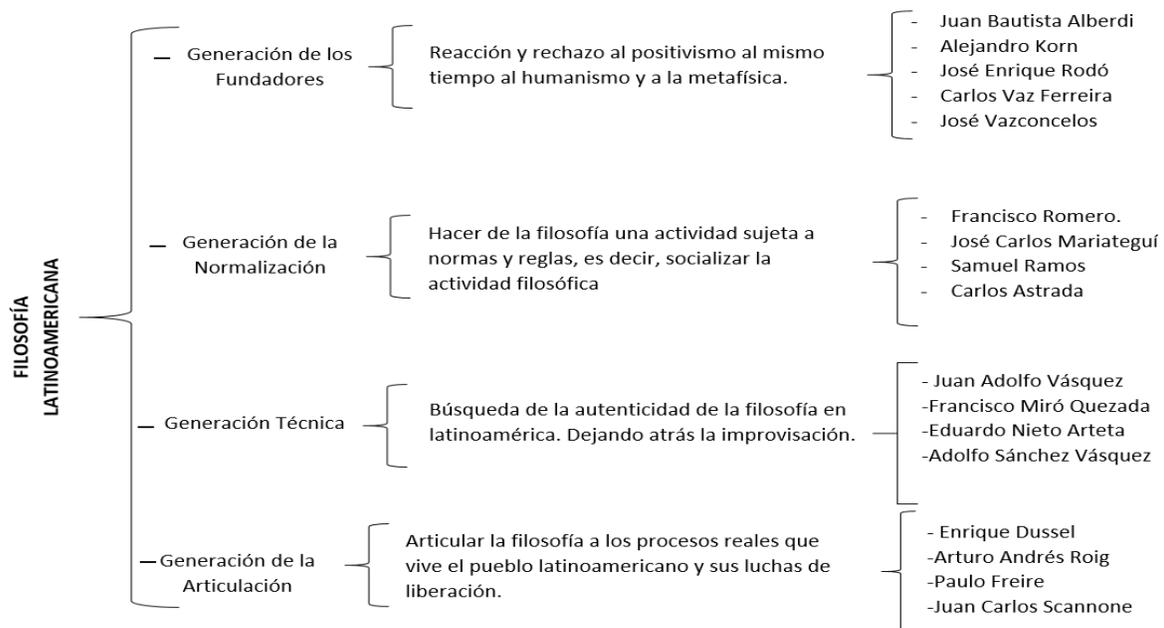 FILOSOFÍA
LATINOAMERICANA
— Generación de los
Fundadores
Reacción y rechazo al positivismo al mismo
tiempo al humanismo y a la metafísica.
- Juan Bautista Alberdi
- Alejandro Korn
- José Enrique Rodó
- Carlos Vaz Ferreira
- José Vazconcelos
— Generación de la
Normalización
Hacer de la filosofía una actividad sujeta a
normas y reglas, es decir, socializar la
actividad filosófica
- Francisco Romero.
- José Carlos Mariateguí
- Samuel Ramos
- Carlos Astrada
— Generación Técnica
Búsqueda de la autenticidad de la filosofía en
latinoamérica. Dejando atrás la improvisación.
- Juan Adolfo Vásquez
-Francisco Miró Quezada
-Eduardo Nieto Arteta
-Adolfo Sánchez Vásquez
—Generación de la
Articulación
Articular la filosofía a los procesos reales que
vive el pueblo latinoamericano y sus luchas de
liberación.
- Enrique Dussel
-Arturo Andrés Roig
-Paulo Freire
-Juan Carlos Scannone